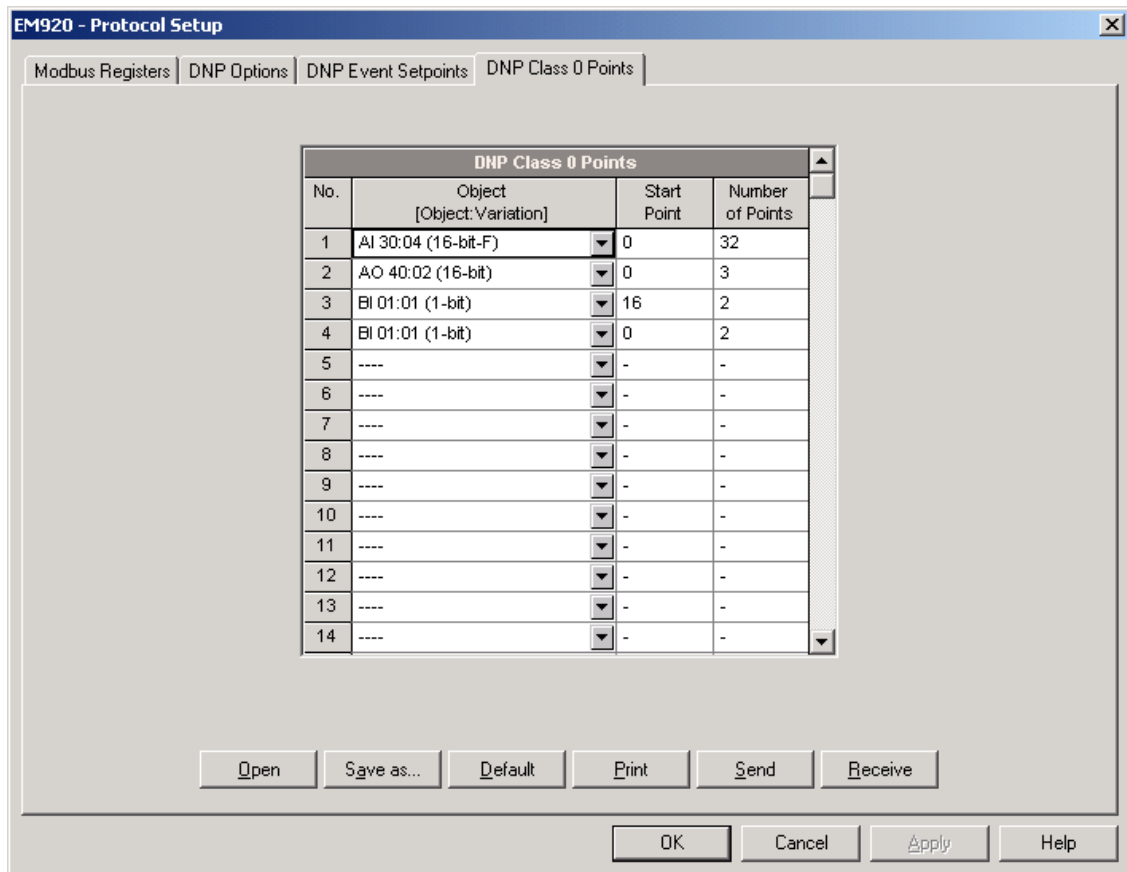 EM920 - Protocol Setup
Modbus Registers DNP Options DNP Event Setpoints DNP Class 0 Points
DNP Class 0 Points
No. Object Start Number
[Object:Variation] Point of Points
1 AI 30:04 (16-bit-F) 0 32
2 AO 40:02 (16-bit) 0 3
3 BI 01:01 (1-bit) 16 2
4 BI 01:01 (1-bit) 0 2
5 ---- - -
6 ---- - -
7 ---- - -
8 ---- - -
9 ---- - -
10 ---- - -
11 ---- - -
12 ---- - -
13 ---- - -
14 ---- - -
Open Save as... Default Print Send Receive
OK Cancel Apply Help